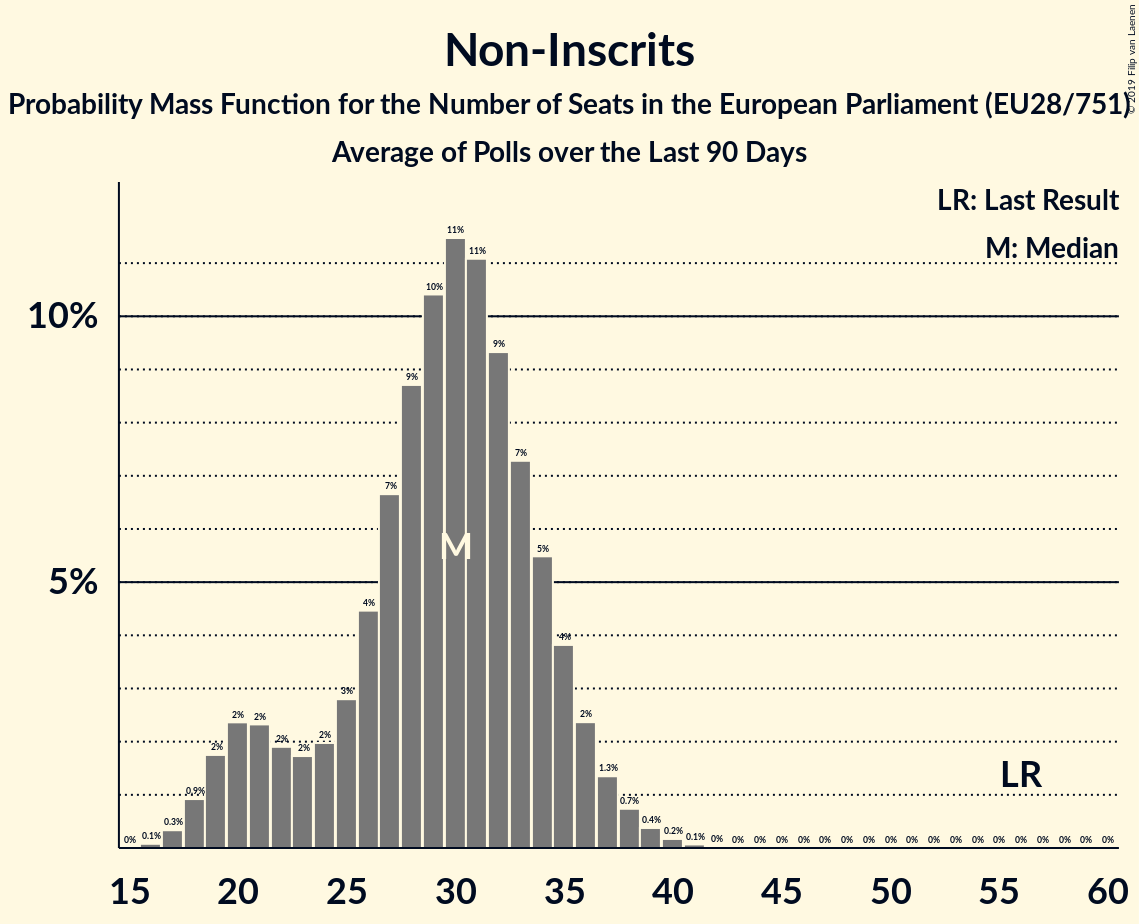 Non-Inscrits
Probability Mass Function for the Number of Seats in the European Parliament (EU28/751)
Average of Polls over the Last 90 Days
© 2019 Filip van Laenen
LR: Last Result
M: Median
10%
5%
0% 0.1% 0.3% 0.9% 2% 2% 2% 2% 2% 2% 3% 4% 7% 9% 10% 11% 11% 9% 7% 5% 4% 2% 1.3% 0.7% 0.4% 0.2% 0.1% 0% 0% 0% 0% 0% 0% 0% 0% 0% 0% 0% 0% 0% 0% 0% 0% 0% 0% 0%
M
LR
15 20 25 30 35 40 45 50 55 60